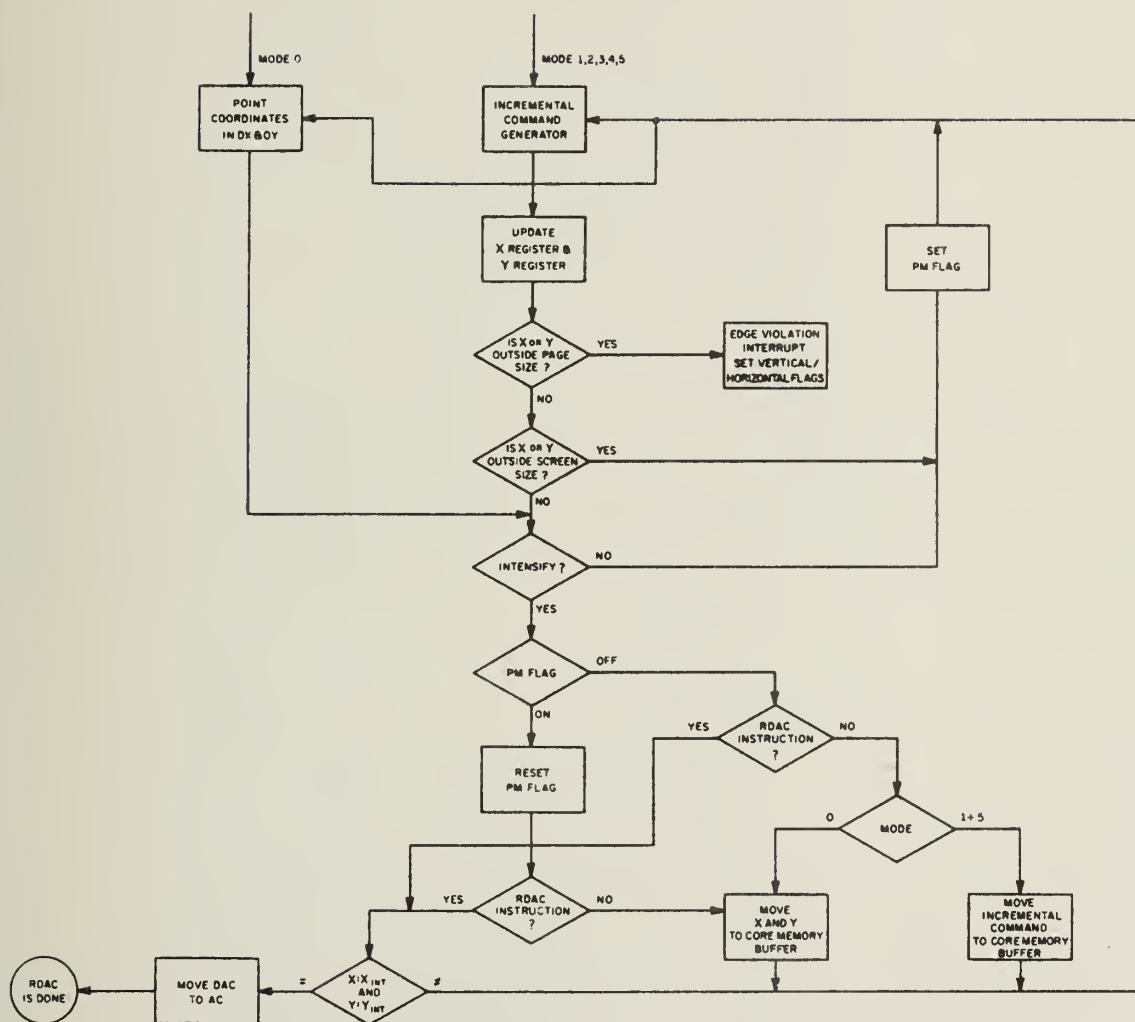 MODE 0
MODE 1,2,3,4,5
POINT
COORDINATES
IN DX & DY
INCREMENTAL
COMMAND
GENERATOR
UPDATE
X REGISTER &
Y REGISTER
SET
PM FLAG
IS X OR Y
OUTSIDE PAGE
SIZE ?
YES
EDGE VIOLATION
INTERRUPT
SET VERTICAL/
HORIZONTAL FLAGS
NO
IS X OR Y
OUTSIDE SCREEN
SIZE ?
YES
NO
INTENSIFY ?
NO
YES
PM FLAG
OFF
ON
YES
RDAC
INSTRUCTION
?
NO
RESET
PM FLAG
0
MODE
1+5
YES
RDAC
INSTRUCTION
?
NO
MOVE
X AND Y
TO CORE MEMORY
BUFFER
MOVE
INCREMENTAL
COMMAND
TO CORE MEMORY
BUFFER
RDAC
IS DONE
MOVE DAC
TO AC
=
X:XINT
AND
Y:YINT
≠